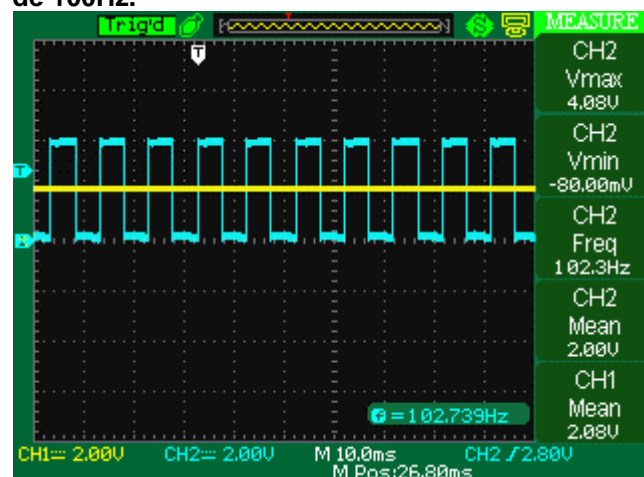 de 100Hz.
Trig'd
MEASURE
T
CH2
Vmax
4.08V
CH2
Vmin
-80.00mV
T
CH2
Freq
102.3Hz
CH2
Mean
2.00V
CH1
Mean
2.08V
f=102.739Hz
CH1 2.00V CH2 2.00V M 10.0ms CH2 2.80V
M Pos:26.80ms